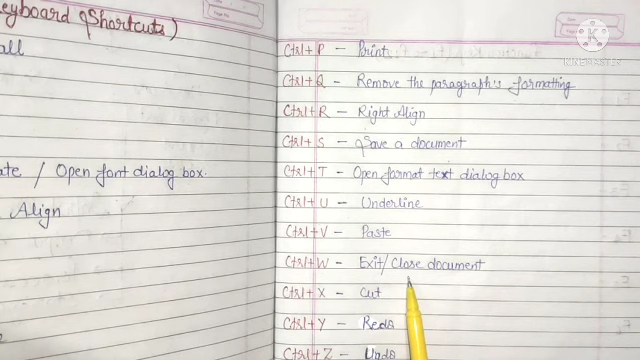 eyboard Shortcuts)
all
ate / Open font dialog box.
Align
Ctrl+ P - Print
Ctrl+ Q - Remove the paragraph's formatting
Ctrl+ R - Right Align
Ctrl+ S - Save a document
Ctrl+ T - Open format text dialog box
Ctrl+ U - Underline
Ctrl+ V - Paste
Ctrl+ W - Exit/Close document
Ctrl+ X - Cut
Ctrl+ Y - Redo
Ctrl+ Z - Undo
KINEMASTER